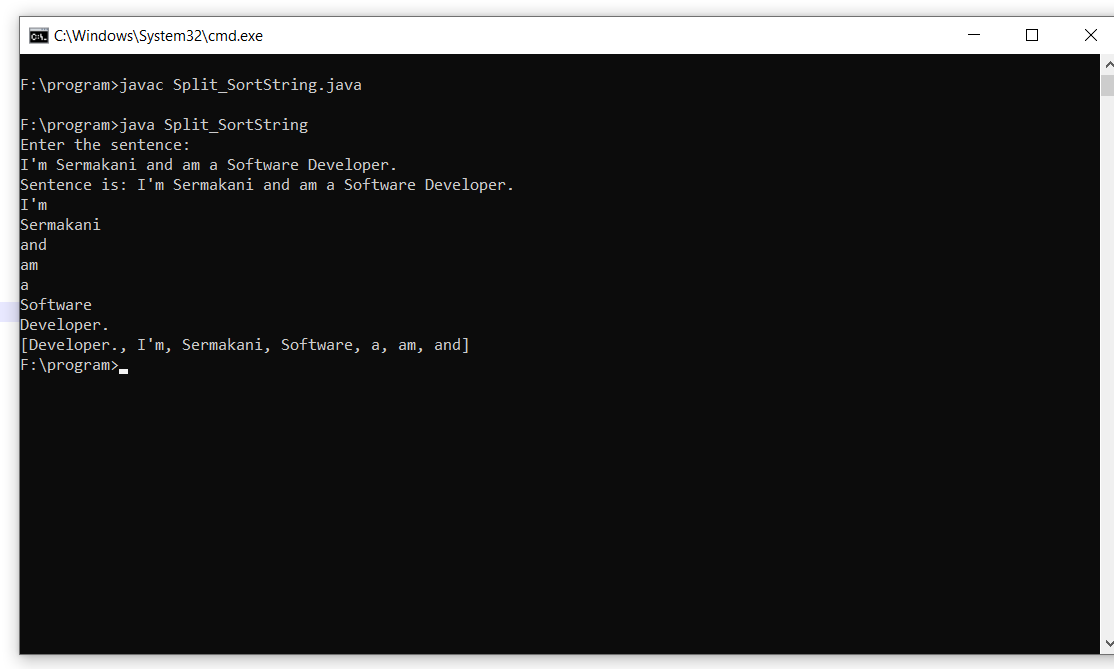 C:\Windows\System32\cmd.exe
F:\program>javac Split_SortString.java
F:\program>java Split_SortString
Enter the sentence:
I'm Sermakani and am a Software Developer.
Sentence is: I'm Sermakani and am a Software Developer.
I'm
Sermakani
and
am
a
Software
Developer.
[Developer., I'm, Sermakani, Software, a, am, and]
F:\program>